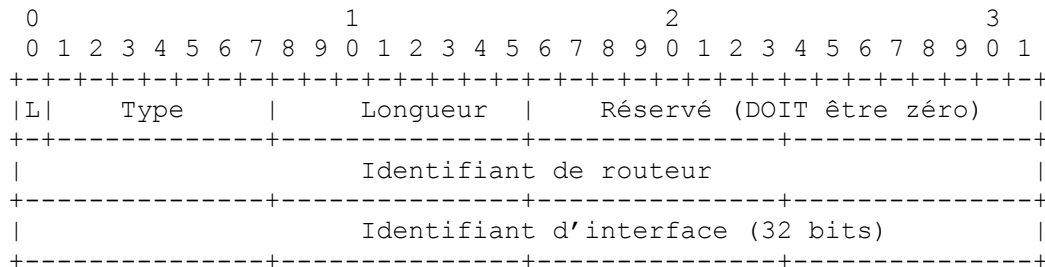 0                   1                   2                   3
 0 1 2 3 4 5 6 7 8 9 0 1 2 3 4 5 6 7 8 9 0 1 2 3 4 5 6 7 8 9 0 1
+-+-+-+-+-+-+-+-+-+-+-+-+-+-+-+-+-+-+-+-+-+-+-+-+-+-+-+-+-+-+-+-+
|L|    Type      |     Longueur  |    Réservé (DOIT être zéro)   |
+-+--------------+---------------+---------------+---------------+
|                     Identifiant de routeur                    |
+---------------+---------------+---------------+---------------+
|                     Identifiant d’interface (32 bits)         |
+---------------+---------------+---------------+---------------+